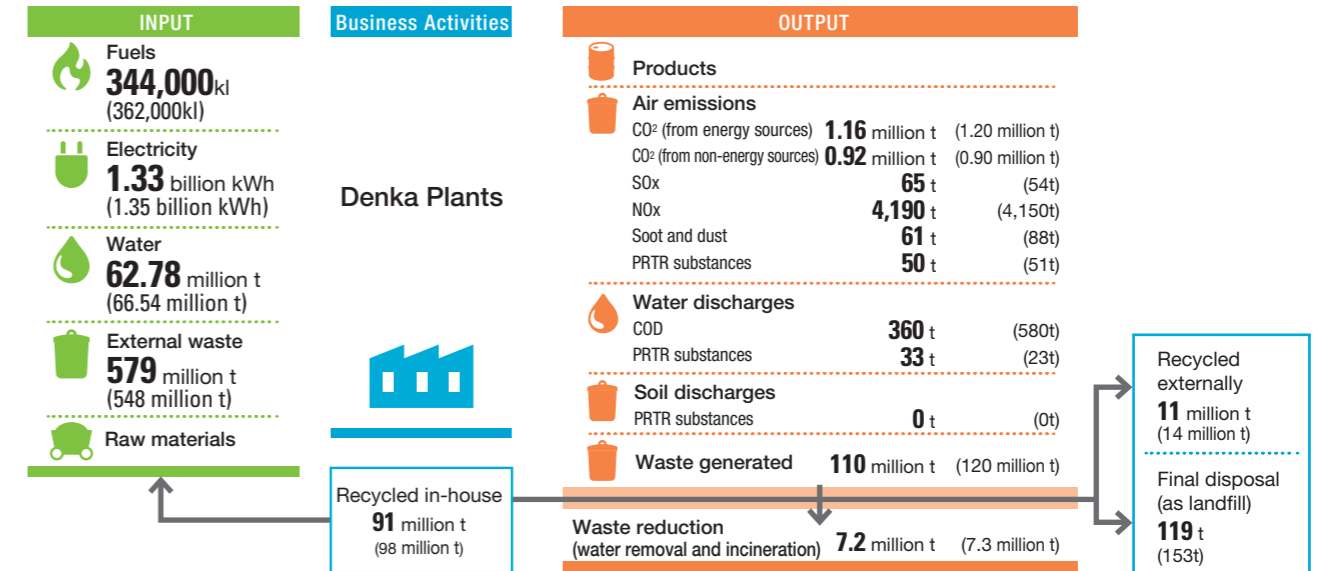 INPUT
Fuels
344,000kl
(362,000kl)
Electricity
1.33 billion kWh
(1.35 billion kWh)
Water
62.78 million t
(66.54 million t)
External waste
579 million t
(548 million t)
Raw materials
Business Activities
Denka Plants
Recycled in-house
91 million t
(98 million t)
OUTPUT
Products
Air emissions
CO² (from energy sources) 1.16 million t (1.20 million t)
CO² (from non-energy sources) 0.92 million t (0.90 million t)
SOx 65 t (54t)
NOx 4,190 t (4,150t)
Soot and dust 61 t (88t)
PRTR substances 50 t (51t)
Water discharges
COD 360 t (580t)
PRTR substances 33 t (23t)
Soil discharges
PRTR substances 0 t (0t)
Waste generated 110 million t (120 million t)
Waste reduction
(water removal and incineration) 7.2 million t (7.3 million t)
Recycled
externally
11 million t
(14 million t)
Final disposal
(as landfill)
119 t
(153t)